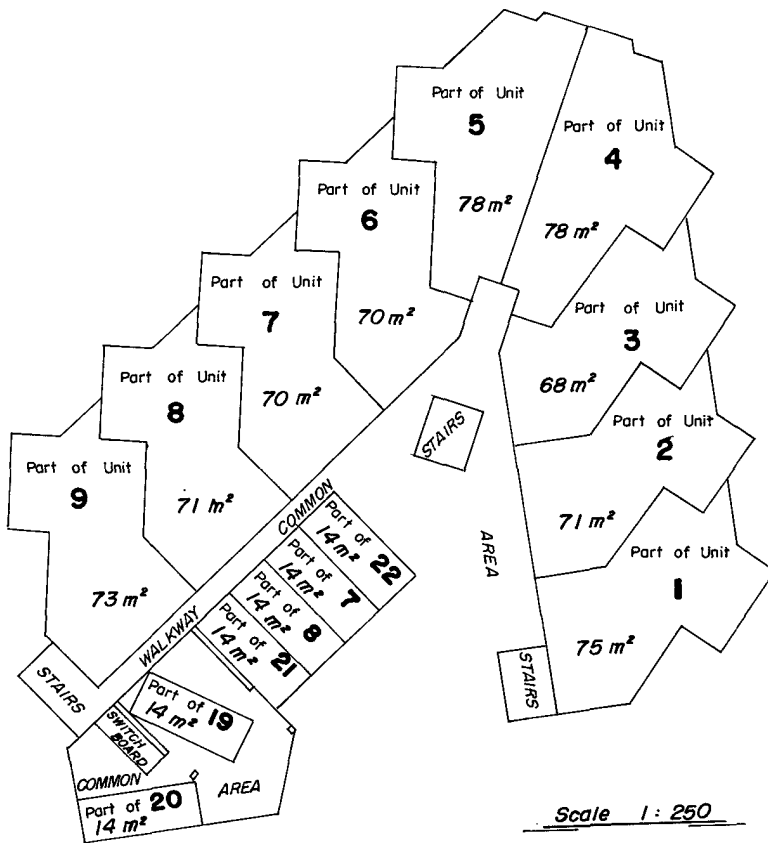 Part of Unit
5
78 m²
Part of Unit
4
78 m²
Part of Unit
6
70 m²
Part of Unit
7
70 m²
Part of Unit
3
68 m²
Part of Unit
8
71 m²
Part of Unit
2
71 m²
Part of Unit
9
73 m²
Part of Unit
1
75 m²
STAIRS
COMMON
AREA
WALKWAY
Part of 22
14 m²
Part of 7
14 m²
Part of 8
14 m²
Part of 21
14 m²
STAIRS
STAIRS
Part of 19
14 m²
SWITCH
BOARD
COMMON
AREA
Part of 20
14 m²
Scale 1 : 250